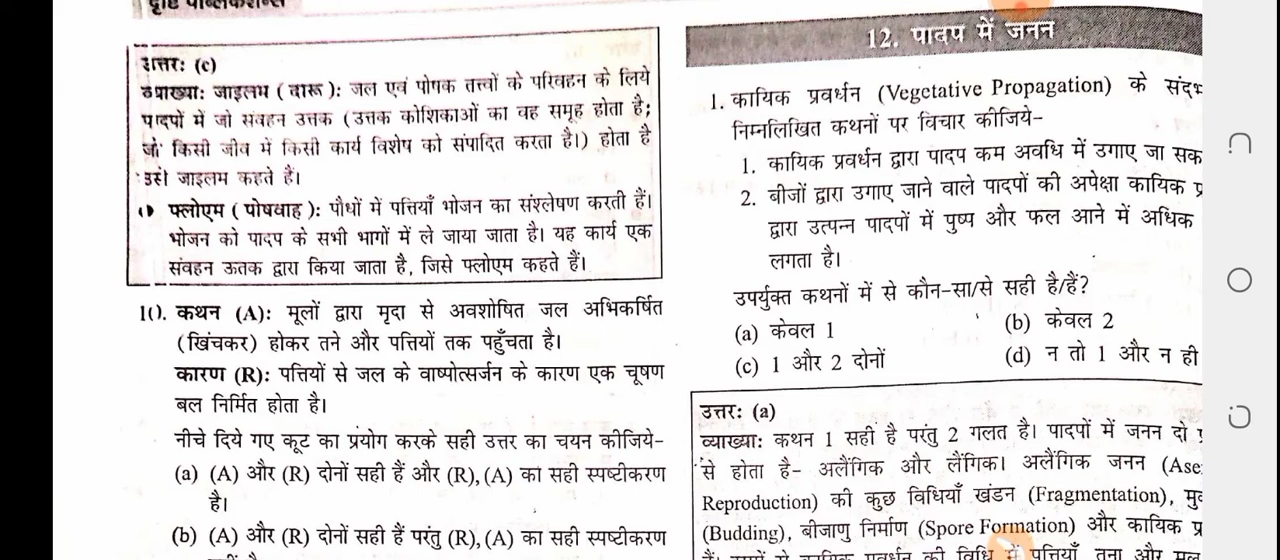 दृष्टि पब्लिकेशन्स
उत्तर: (c)
व्याख्या: जाइलम (दारू): जल एवं पोषक तत्त्वों के परिवहन के लिये
पादपों में जो संवहन उत्तक (उत्तक कोशिकाओं का वह समूह होता है;
जो किसी जीव में किसी कार्य विशेष को संपादित करता है।) होता है
उसे जाइलम कहते हैं।
फ्लोएम (पोषवाह): पौधों में पत्तियाँ भोजन का संश्लेषण करती हैं।
भोजन को पादप के सभी भागों में ले जाया जाता है। यह कार्य एक
संवहन ऊतक द्वारा किया जाता है, जिसे फ्लोएम कहते हैं।
10. कथन (A): मूलों द्वारा मृदा से अवशोषित जल अभिकर्षित
(खिंचकर) होकर तने और पत्तियों तक पहुँचता है।
कारण (R): पत्तियों से जल के वाष्पोत्सर्जन के कारण एक चूषण
बल निर्मित होता है।
नीचे दिये गए कूट का प्रयोग करके सही उत्तर का चयन कीजिये-
(a) (A) और (R) दोनों सही हैं और (R), (A) का सही स्पष्टीकरण
है।
(b) (A) और (R) दोनों सही हैं परंतु (R), (A) का सही स्पष्टीकरण
12. पादप में जनन
1. कायिक प्रवर्धन (Vegetative Propagation) के
निम्नलिखित कथनों पर विचार कीजिये-
1. कायिक प्रवर्धन द्वारा पादप कम अवधि में उगाए जा सक
2. बीजों द्वारा उगाए जाने वाले पादपों की अपेक्षा कायिक प्र
द्वारा उत्पन्न पादपों में पुष्प और फल आने में अधिक
लगता है।
उपर्युक्त कथनों में से कौन-सा/से सही है/हैं?
(a) केवल 1 (b) केवल 2
(c) 1 और 2 दोनों (d) न तो 1 और न ही
उत्तर: (a)
व्याख्या: कथन 1 सही है परंतु 2 गलत है। पादपों में जनन दो
से होता है- अलैंगिक और लैंगिक। अलैंगिक जनन (Ase
Reproduction) की कुछ विधियाँ खंडन (Fragmentation), मु
(Budding), बीजाणु निर्माण (Spore Formation) और कायिक प्र
कायिक प्रवर्धन की विधि में पत्तियाँ, तना और मूल